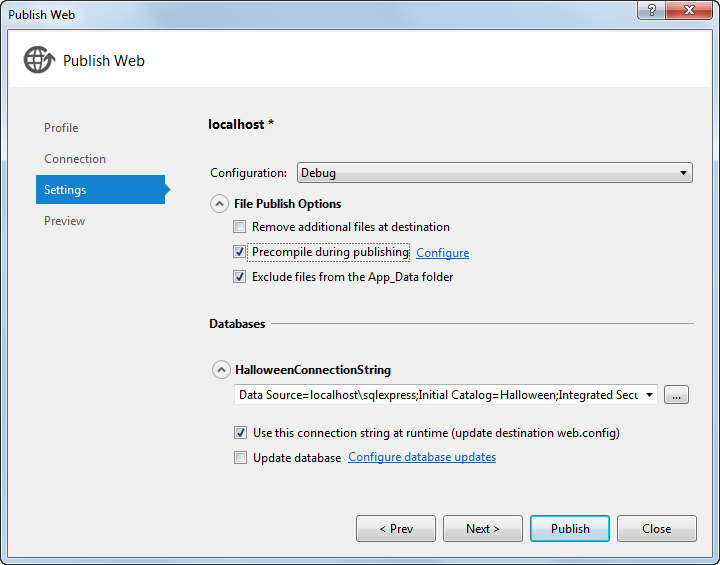 Publish Web
?
Publish Web
Profile
Connection
Settings
Preview
localhost *
Configuration: Debug
File Publish Options
Remove additional files at destination
Precompile during publishing Configure
Exclude files from the App_Data folder
Databases
HalloweenConnectionString
Data Source=localhost\sqlexpress;Initial Catalog=Halloween;Integrated Secu
...
Use this connection string at runtime (update destination web.config)
Update database Configure database updates
< Prev Next > Publish Close